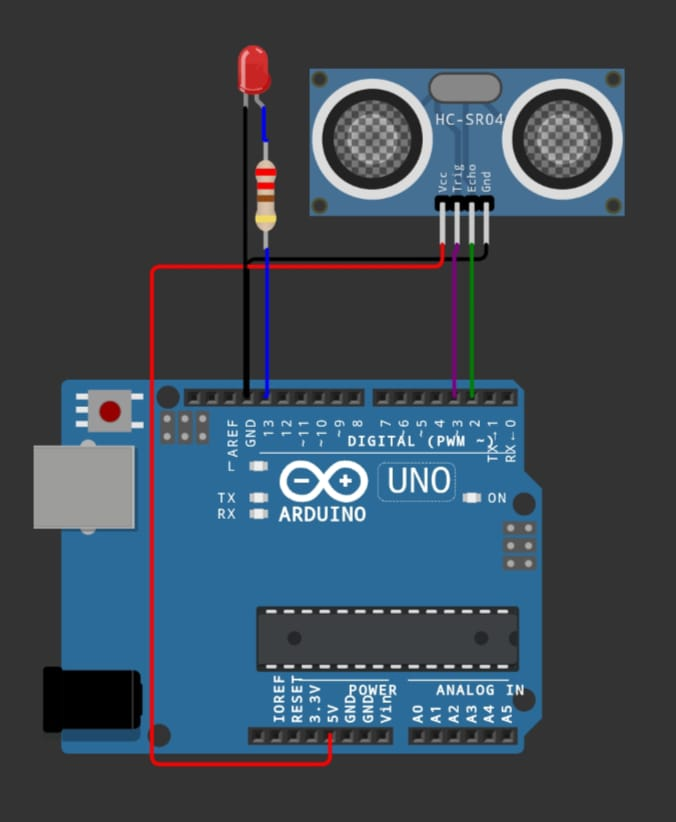 HC-SR04
Vcc
Trig
Echo
Gnd
AREF
GND
13
12
~11
~10
~9
8
7
~6
~5
4
~3
2
TX→1
RX←0
DIGITAL (PWM ~)
L
TX
RX
UNO
ON
ARDUINO
IOREF
RESET
3.3V
5V
GND
GND
Vin
POWER
ANALOG IN
A0
A1
A2
A3
A4
A5